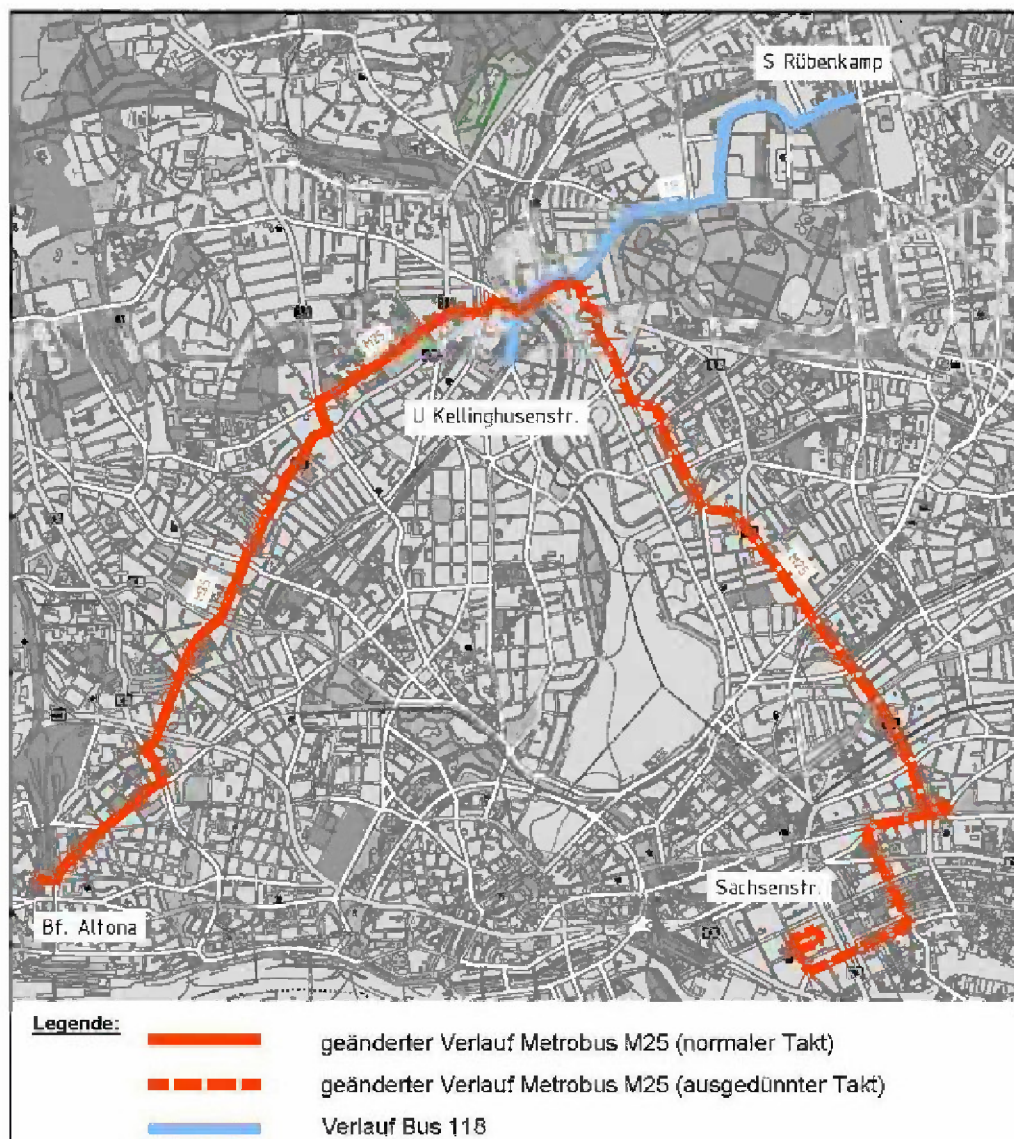 S Rübenkamp
M25
U Kellinghusenstr.
M25
M25
Sachsenstr.
Bf. Altona
Legende:
geänderter Verlauf Metrobus M25 (normaler Takt)
geänderter Verlauf Metrobus M25 (ausgedünnter Takt)
Verlauf Bus 118